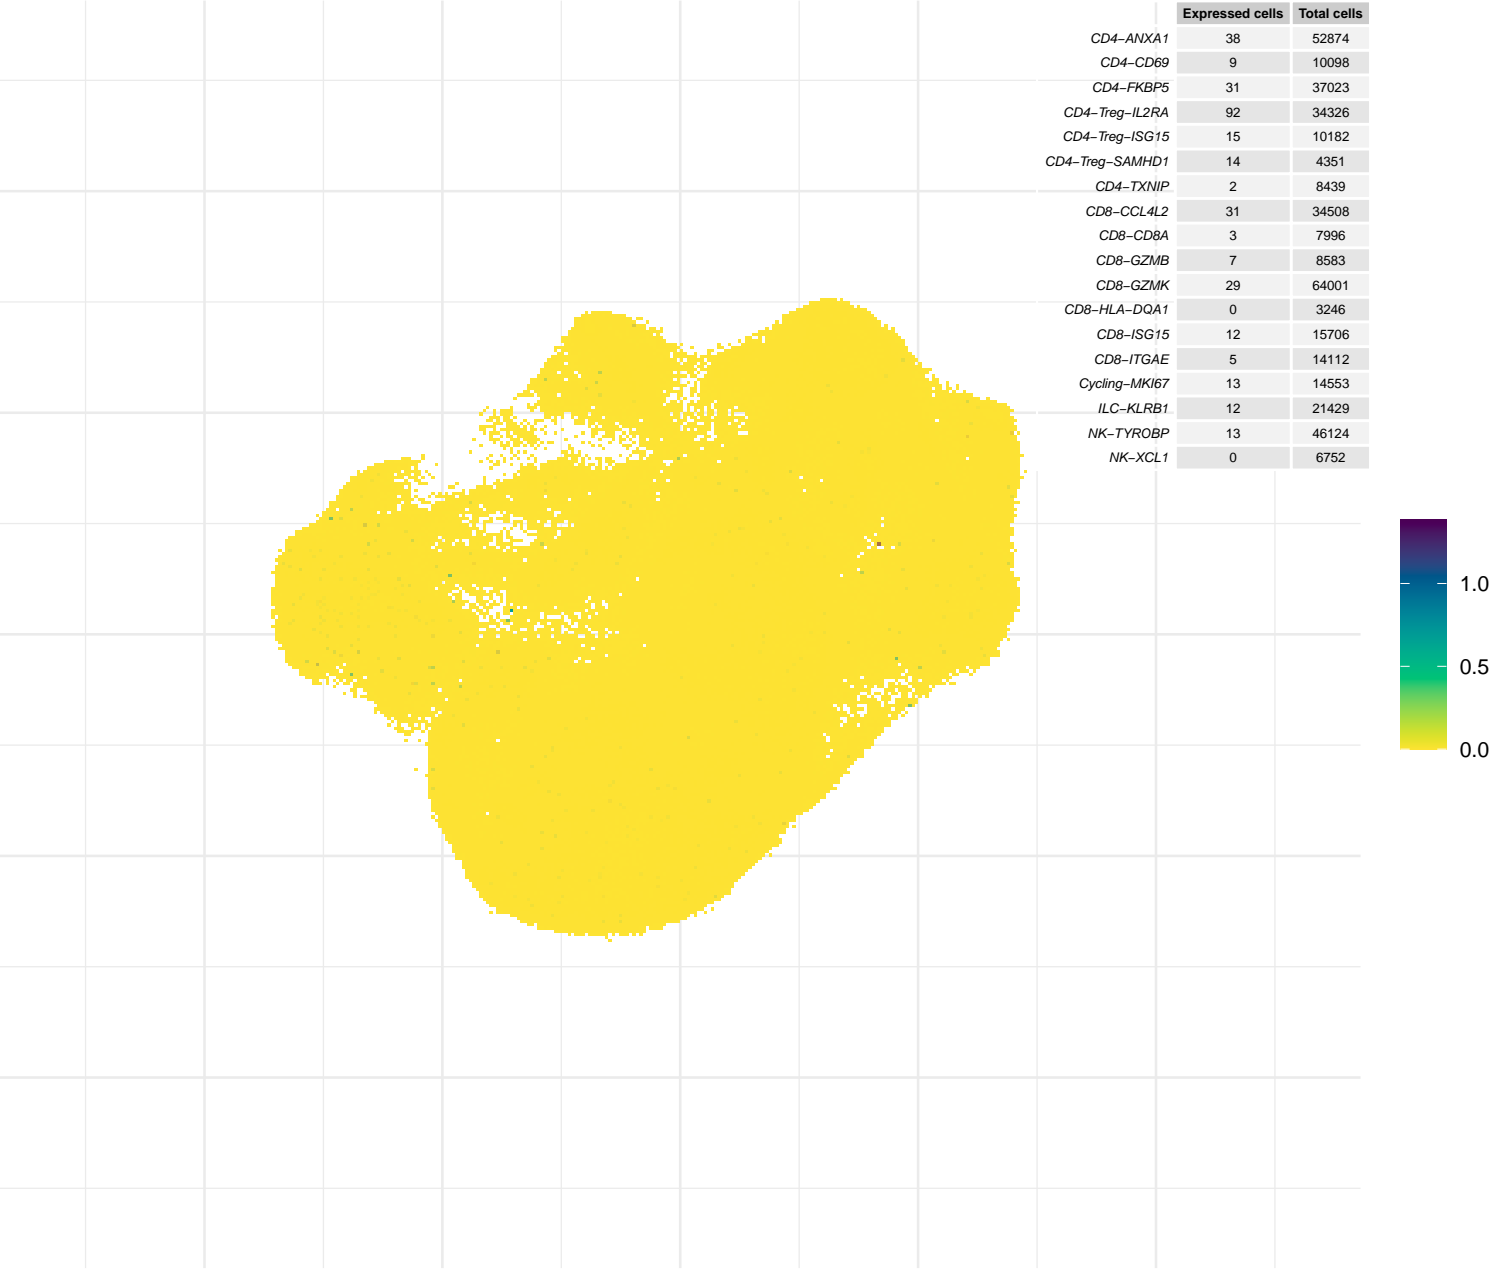 Expressed cells Total cells
CD4−ANXA1 38 52874
CD4−CD69 9 10098
CD4−FKBP5 31 37023
CD4−Treg−IL2RA 92 34326
CD4−Treg−ISG15 15 10182
CD4−Treg−SAMHD1 14 4351
CD4−TXNIP 2 8439
CD8−CCL4L2 31 34508
CD8−CD8A 3 7996
CD8−GZMB 7 8583
CD8−GZMK 29 64001
CD8−HLA−DQA1 0 3246
CD8−ISG15 12 15706
CD8−ITGAE 5 14112
Cycling−MKI67 13 14553
ILC−KLRB1 12 21429
NK−TYROBP 13 46124
NK−XCL1 0 6752
1.0
0.5
0.0